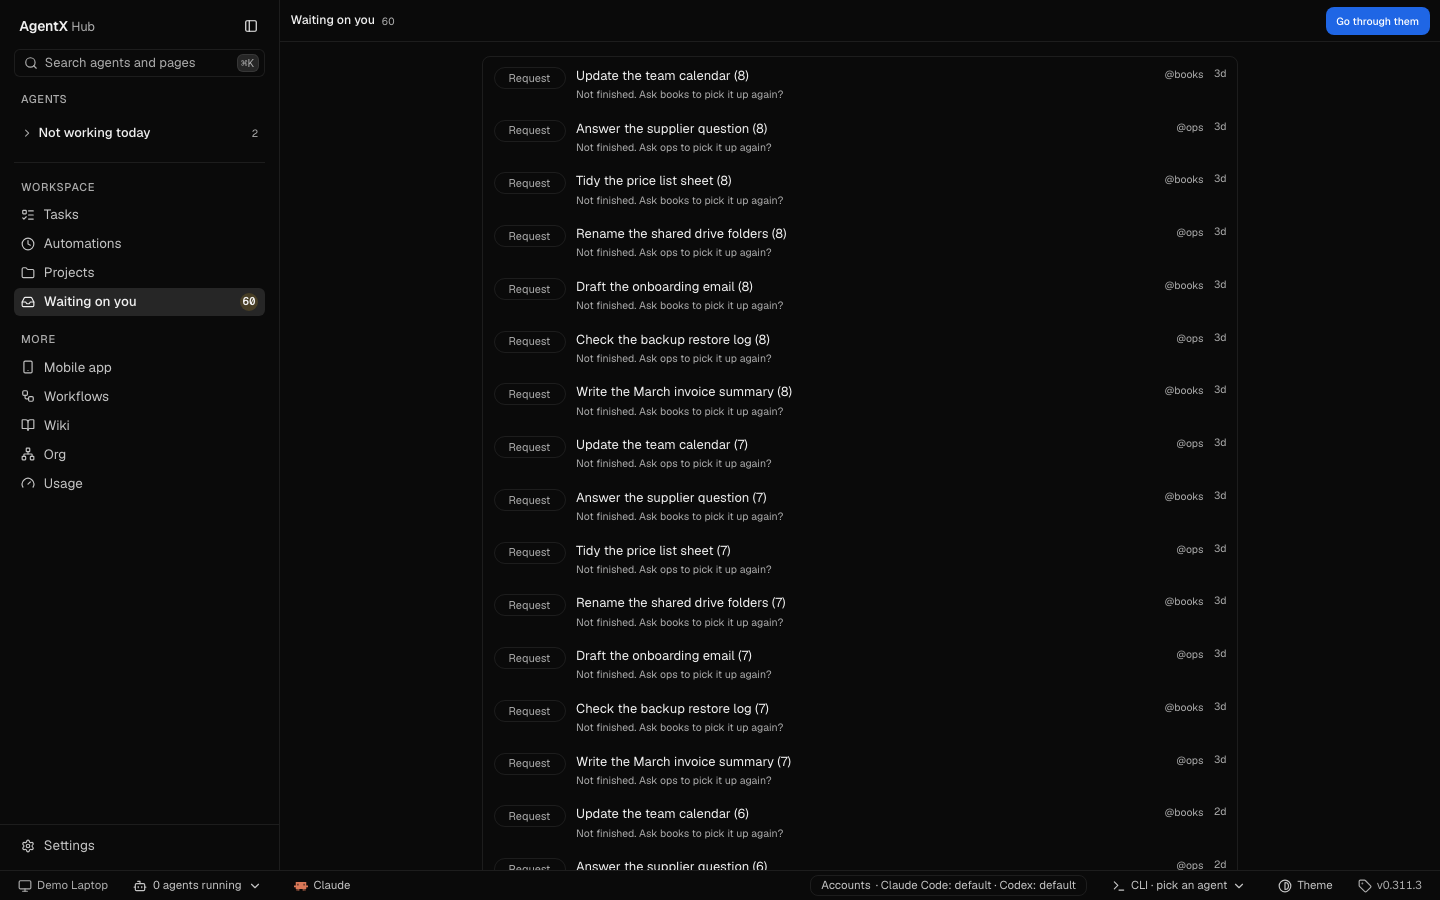 AgentX Hub
Search agents and pages ⌘K
AGENTS
Not working today 2
WORKSPACE
Tasks
Automations
Projects
Waiting on you 60
MORE
Mobile app
Workflows
Wiki
Org
Usage
Settings
Waiting on you 60
Go through them
Request Update the team calendar (8) @books 3d
Not finished. Ask books to pick it up again?
Request Answer the supplier question (8) @ops 3d
Not finished. Ask ops to pick it up again?
Request Tidy the price list sheet (8) @books 3d
Not finished. Ask books to pick it up again?
Request Rename the shared drive folders (8) @ops 3d
Not finished. Ask ops to pick it up again?
Request Draft the onboarding email (8) @books 3d
Not finished. Ask books to pick it up again?
Request Check the backup restore log (8) @ops 3d
Not finished. Ask ops to pick it up again?
Request Write the March invoice summary (8) @books 3d
Not finished. Ask books to pick it up again?
Request Update the team calendar (7) @ops 3d
Not finished. Ask ops to pick it up again?
Request Answer the supplier question (7) @books 3d
Not finished. Ask books to pick it up again?
Request Tidy the price list sheet (7) @ops 3d
Not finished. Ask ops to pick it up again?
Request Rename the shared drive folders (7) @books 3d
Not finished. Ask books to pick it up again?
Request Draft the onboarding email (7) @ops 3d
Not finished. Ask ops to pick it up again?
Request Check the backup restore log (7) @books 3d
Not finished. Ask books to pick it up again?
Request Write the March invoice summary (7) @ops 3d
Not finished. Ask ops to pick it up again?
Request Update the team calendar (6) @books 2d
Not finished. Ask books to pick it up again?
Request Answer the supplier question (6) @ops 2d
Demo Laptop 0 agents running Claude Accounts · Claude Code: default · Codex: default CLI · pick an agent Theme v0.311.3